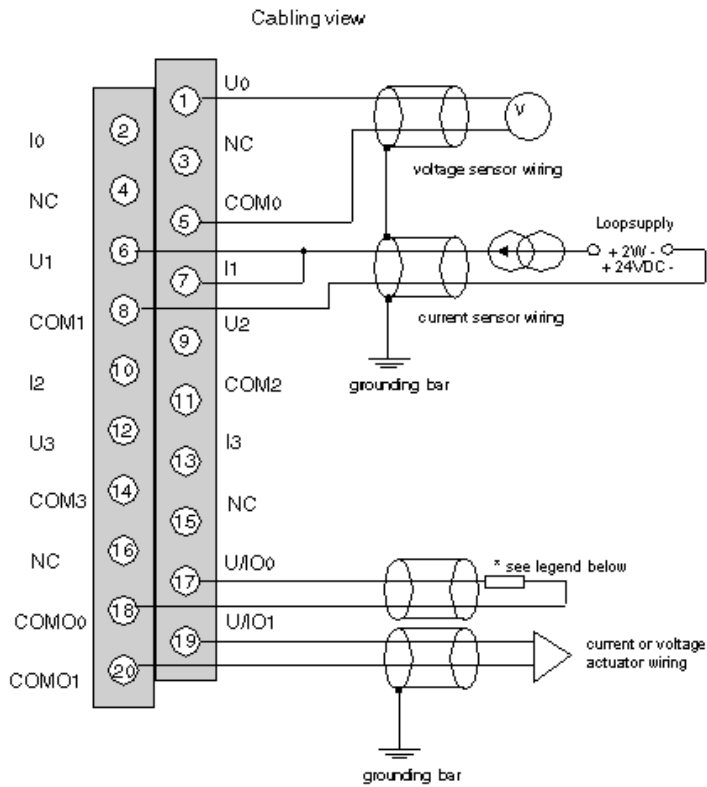 Cabling view
U0
1
2
I0
NC
3
voltage sensor wiring
V
4
NC
COM0
5
Loopsupply
6
U1
I1
7
+ 2W -
+ 24VDC -
8
COM1
U2
9
current sensor wiring
10
I2
COM2
11
grounding bar
12
U3
I3
13
14
COM3
NC
15
16
NC
U/IO0
17
* see legend below
18
COMO0
U/IO1
19
current or voltage
actuator wiring
20
COMO1
grounding bar